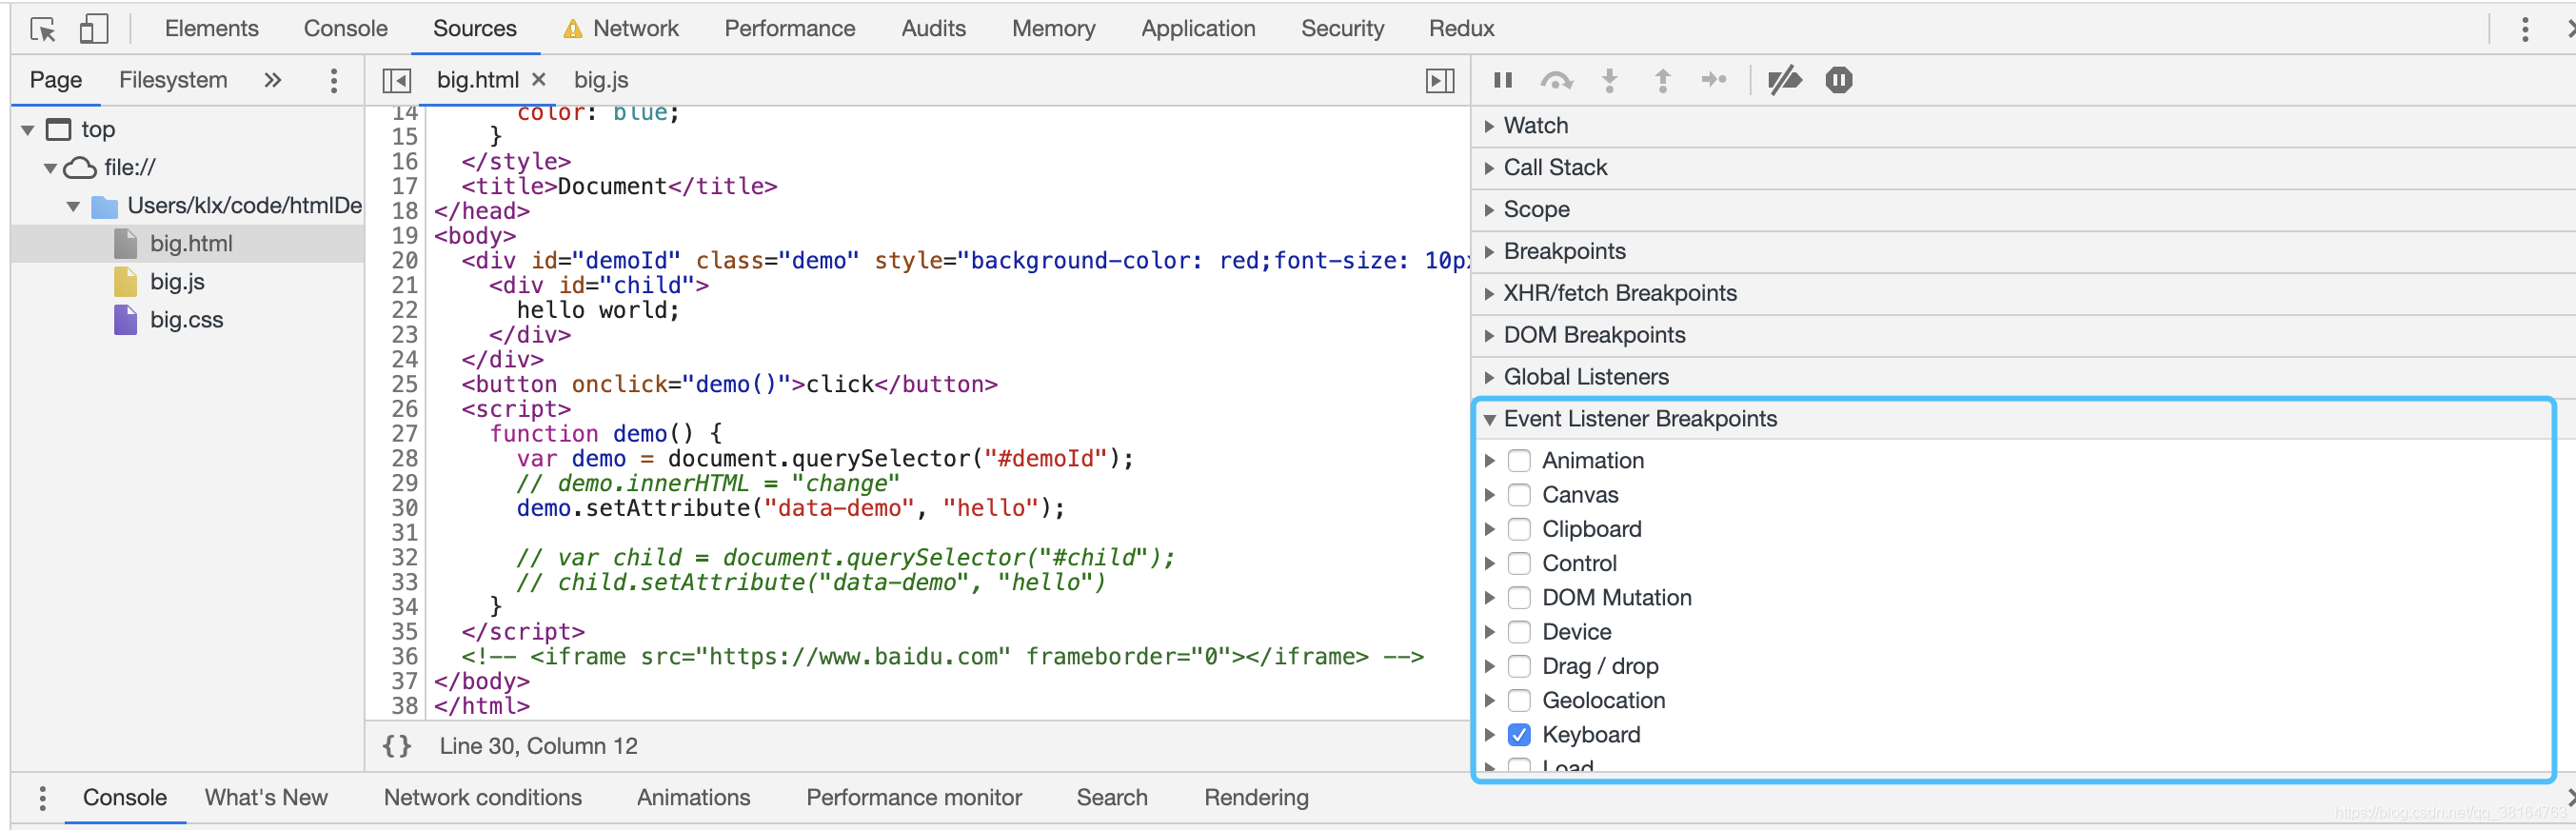 Elements Console Sources Network Performance Audits Memory Application Security Redux
Page Filesystem »
big.html × big.js
top
file://
Users/klx/code/htmlDe
big.html
big.js
big.css
14       color: blue;
15     }
16   </style>
17   <title>Document</title>
18 </head>
19 <body>
20   <div id="demoId" class="demo" style="background-color: red;font-size: 10px
21     <div id="child">
22       hello world;
23     </div>
24   </div>
25   <button onclick="demo()">click</button>
26   <script>
27     function demo() {
28       var demo = document.querySelector("#demoId");
29       // demo.innerHTML = "change"
30       demo.setAttribute("data-demo", "hello");
31
32       // var child = document.querySelector("#child");
33       // child.setAttribute("data-demo", "hello")
34     }
35   </script>
36   <!-- <iframe src="https://www.baidu.com" frameborder="0"></iframe> -->
37 </body>
38 </html>
{} Line 30, Column 12
Watch
Call Stack
Scope
Breakpoints
XHR/fetch Breakpoints
DOM Breakpoints
Global Listeners
Event Listener Breakpoints
Animation
Canvas
Clipboard
Control
DOM Mutation
Device
Drag / drop
Geolocation
Keyboard
Load
Console What's New Network conditions Animations Performance monitor Search Rendering
https://blog.csdn.net/qq_38164763